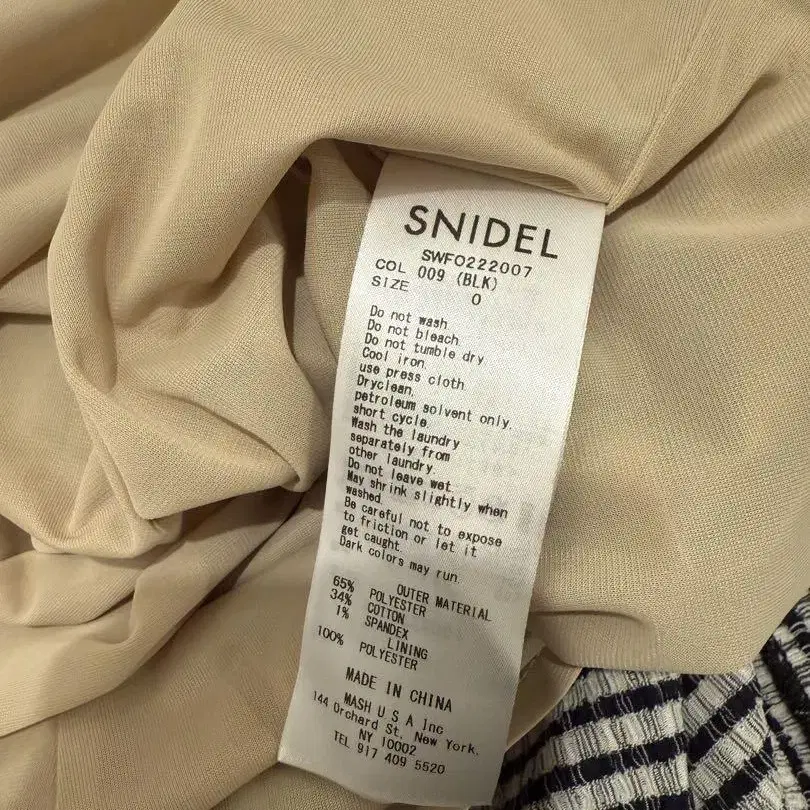 SNIDEL
SWFO222007
COL 009 (BLK)
SIZE 0
Do not wash.
Do not bleach.
Do not tumble dry.
Cool iron.
use press cloth.
Dryclean.
petroleum solvent only.
short cycle.
Wash the laundry
separately from
other laundry.
Do not leave wet.
May shrink slightly when
washed.
Be careful not to expose
to friction or let it
get caught.
Dark colors may run.
OUTER MATERIAL
65% POLYESTER
34% COTTON
1% SPANDEX
LINING
100% POLYESTER
MADE IN CHINA
MASH U S A Inc
144 Orchard St, New York,
NY 10002
TEL 917 409 5520